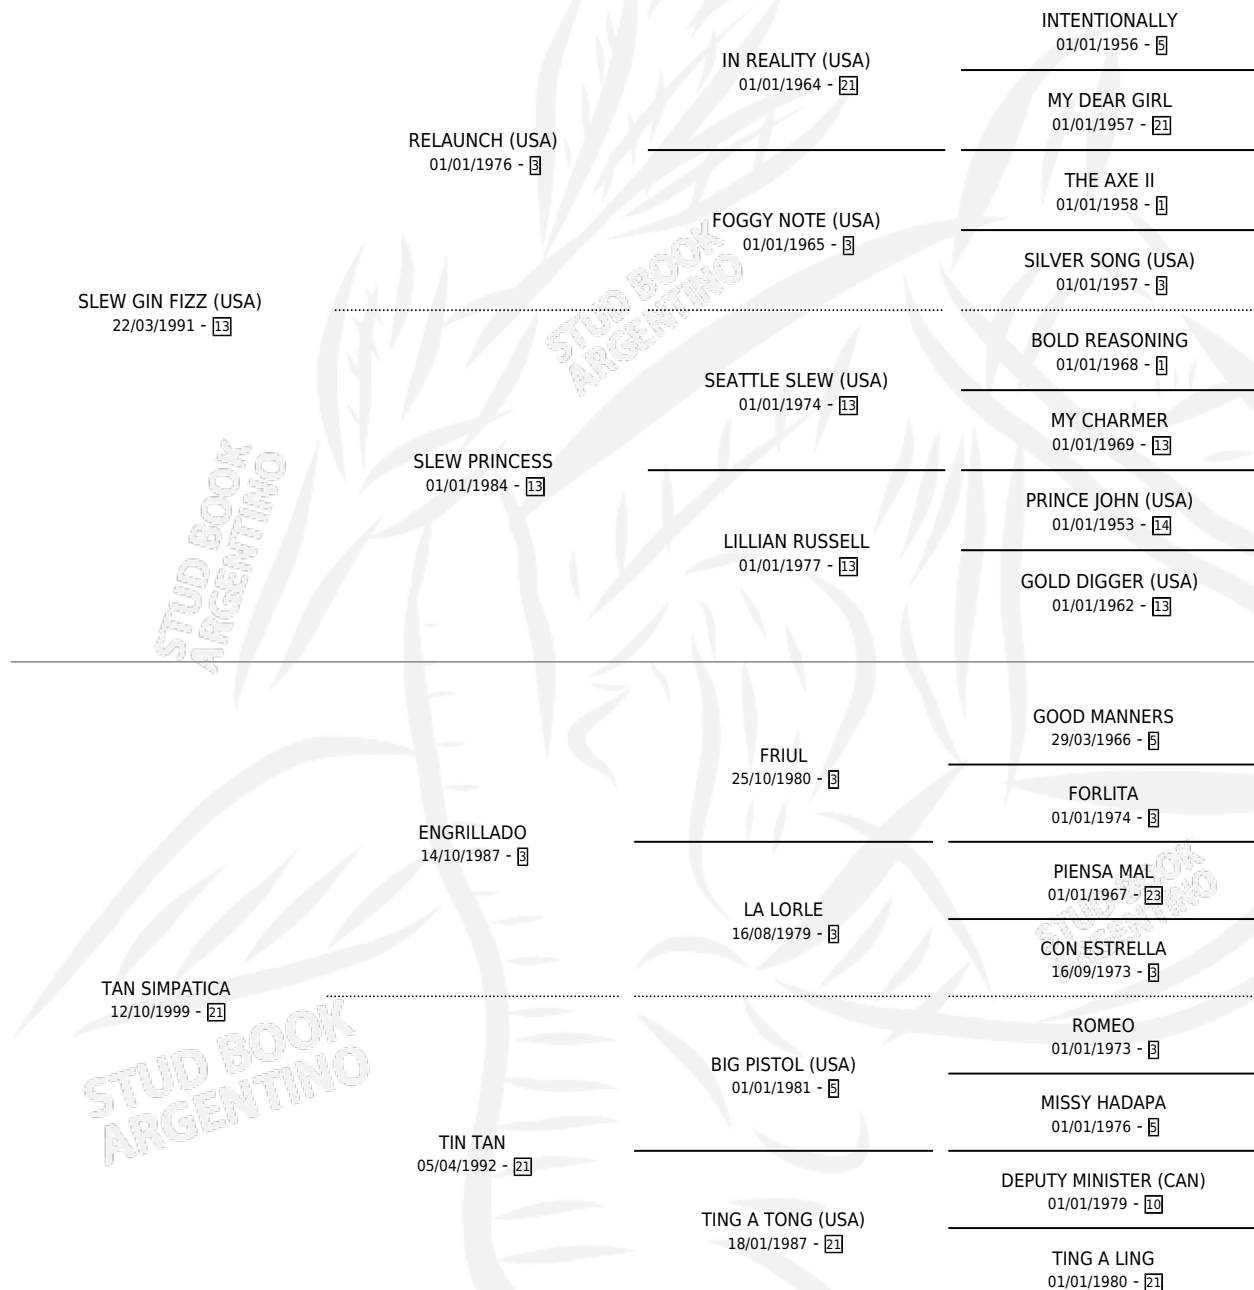 INTENTIONALLY
01/01/1956 - 5
IN REALITY (USA)
01/01/1964 - 21
MY DEAR GIRL
01/01/1957 - 21
RELAUNCH (USA)
01/01/1976 - 3
THE AXE II
01/01/1958 - 1
FOGGY NOTE (USA)
01/01/1965 - 3
SILVER SONG (USA)
01/01/1957 - 3
SLEW GIN FIZZ (USA)
22/03/1991 - 13
BOLD REASONING
01/01/1968 - 1
SEATTLE SLEW (USA)
01/01/1974 - 13
MY CHARMER
01/01/1969 - 13
SLEW PRINCESS
01/01/1984 - 13
PRINCE JOHN (USA)
01/01/1953 - 14
LILLIAN RUSSELL
01/01/1977 - 13
GOLD DIGGER (USA)
01/01/1962 - 13
GOOD MANNERS
29/03/1966 - 5
FRIUL
25/10/1980 - 3
FORLITA
01/01/1974 - 3
ENGRILLADO
14/10/1987 - 3
PIENSA MAL
01/01/1967 - 23
LA LORLE
16/08/1979 - 3
CON ESTRELLA
16/09/1973 - 3
TAN SIMPATICA
12/10/1999 - 21
ROMEO
01/01/1973 - 3
BIG PISTOL (USA)
01/01/1981 - 5
MISSY HADAPA
01/01/1976 - 5
TIN TAN
05/04/1992 - 21
DEPUTY MINISTER (CAN)
01/01/1979 - 10
TING A TONG (USA)
18/01/1987 - 21
TING A LING
01/01/1980 - 21
STUD BOOK
ARGENTINO
STUD BOOK
ARGENTINO
STUD BOOK
ARGENTINO
STUD BOOK
ARGENTINO